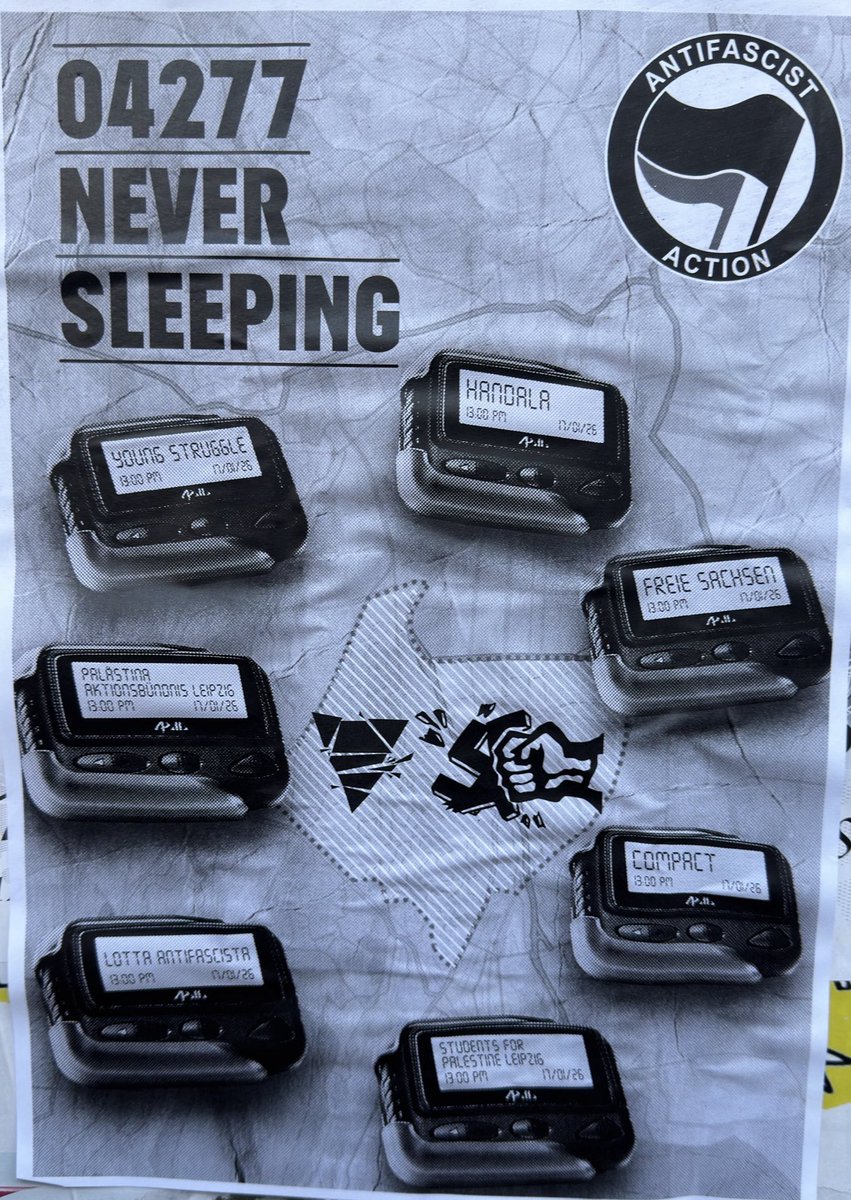 04277
NEVER
SLEEPING
ANTIFASCIST
ACTION
HANDALA
13:00 PM 17/01/26
YOUNG STRUGGLE
13:00 PM 17/01/26
FREIE SACHSEN
13:00 PM 17/01/26
PALÄSTINA
AKTIONSBÜNDNIS LEIPZIG
13:00 PM 17/01/26
COMPACT
13:00 PM 17/01/26
LOTTA ANTIFASCISTA
13:00 PM 17/01/26
STUDENTS FOR
PALESTINE LEIPZIG
13:00 PM 17/01/26